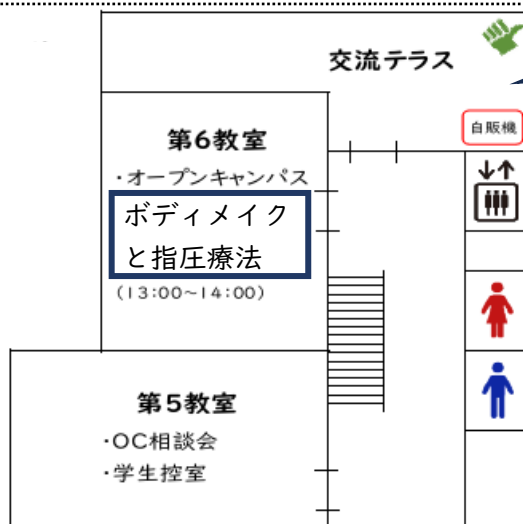 交流テラス
自販機
第6教室
・オープンキャンパス
ボディメイク
と指圧療法
(13:00~14:00)
第5教室
・OC相談会
・学生控室